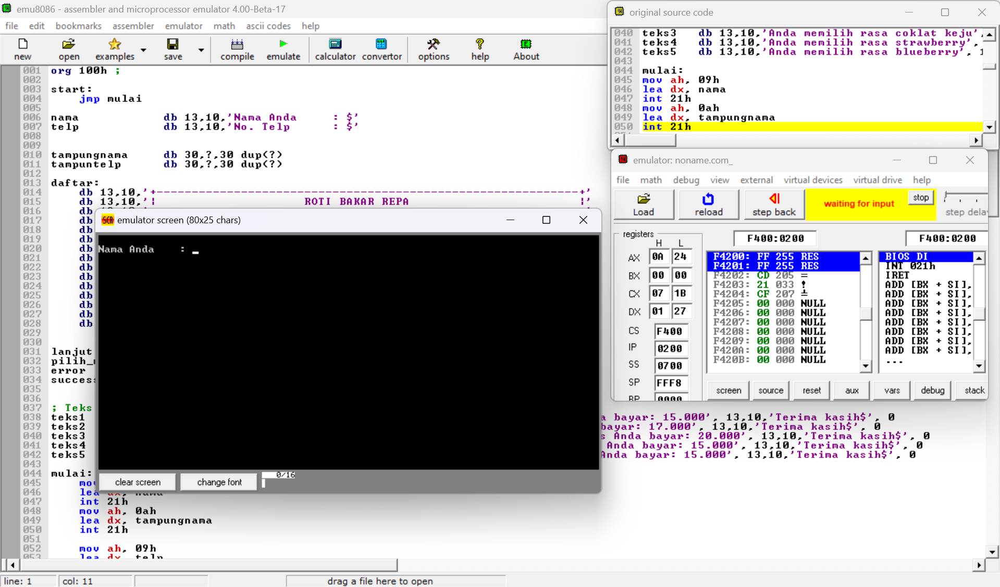 emu8086 - assembler and microprocessor emulator 4.00-Beta-17
file edit bookmarks assembler emulator math ascii codes help
new open examples save compile emulate calculator convertor options help About
001 org 100h ;
002
003 start:
004 jmp mulai
005
006 nama db 13,10,'Nama Anda : $'
007 telp db 13,10,'No. Telp : $'
008
009
010 tampungnama db 30,?,30 dup(?)
011 tampuntelp db 30,?,30 dup(?)
012
013 daftar:
014 db 13,10,'+-------------------------------------------------------------+'
015 db 13,10,'| ROTI BAKAR REPA |'
016 db
017 db
018 db
019 db
020 db
021 db
022 db
023 db
024 db
025 db
026 db
027 db
028 db
029
030
031 lanjut
032 pilih_
033 error
034 success
035
036
037 ; Teks
038 teks1 a bayar: 15.000', 13,10,'Terima kasih$', 0
039 teks2 bayar: 17.000', 13,10,'Terima kasih$', 0
040 teks3 s Anda bayar: 20.000', 13,10,'Terima kasih$', 0
041 teks4 Anda bayar: 15.000', 13,10,'Terima kasih$', 0
042 teks5 Anda bayar: 15.000', 13,10,'Terima kasih$', 0
043
044 mulai:
045 mov
046 lea dx, nama
047 int 21h
048 mov ah, 0ah
049 lea dx, tampungnama
050 int 21h
051
052 mov ah, 09h
053 lea dx, telp
line: 1 col: 11 drag a file here to open
emulator screen (80x25 chars)
Nama Anda : _
clear screen change font 0/16
original source code
040 teks3 db 13,10,'Anda memilih rasa coklat keju',
041 teks4 db 13,10,'Anda memilih rasa strawberry',
042 teks5 db 13,10,'Anda memilih rasa blueberry', 1
043
044 mulai:
045 mov ah, 09h
046 lea dx, nama
047 int 21h
048 mov ah, 0ah
049 lea dx, tampungnama
050 int 21h
emulator: noname.com_
file math debug view external virtual devices virtual drive help
Load reload step back waiting for input stop step delay
registers F400:0200 F400:0200
H L
AX 0A 24
BX 00 00
CX 07 1B
DX 01 27
CS F400
IP 0200
SS 0700
SP FFF8
BP 0000
F4200: FF 255 RES
F4201: FF 255 RES
F4202: CD 205 =
F4203: 21 033 !
F4204: CF 207 ╧
F4205: 00 000 NULL
F4206: 00 000 NULL
F4207: 00 000 NULL
F4208: 00 000 NULL
F4209: 00 000 NULL
F420A: 00 000 NULL
F420B: 00 000 NULL
BIOS DI
INT 021h
IRET
ADD [BX + SI],
ADD [BX + SI],
ADD [BX + SI],
ADD [BX + SI],
ADD [BX + SI],
ADD [BX + SI],
ADD [BX + SI],
ADD [BX + SI],
...
screen source reset aux vars debug stack